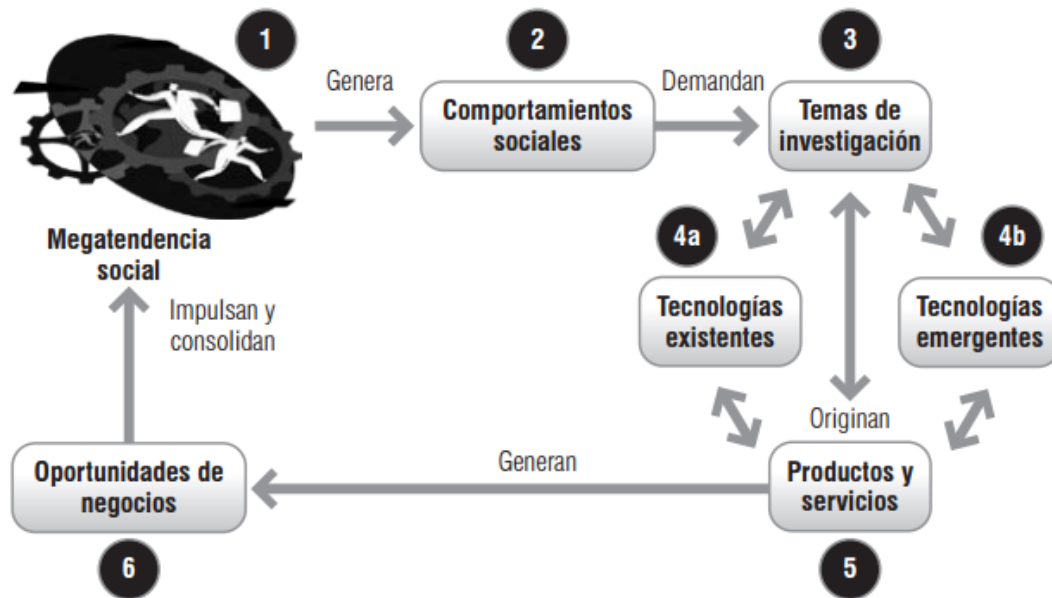 1
2
3
Genera
Demandan
Comportamientos
sociales
Temas de
investigación
Megatendencia
social
4a
4b
Impulsan y
consolidan
Tecnologías
existentes
Tecnologías
emergentes
Originan
Generan
Oportunidades de
negocios
Productos y
servicios
6
5